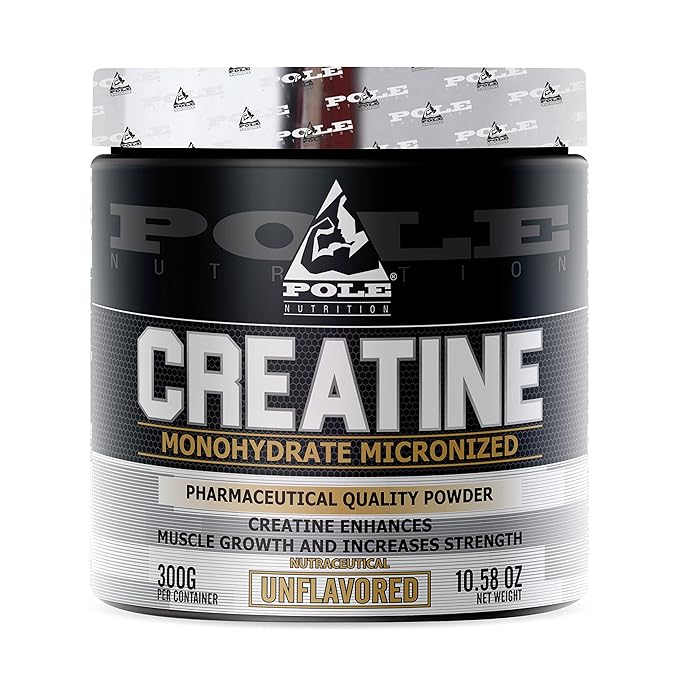 POLE
NUTRITION
POLE®
NUTRITION
CREATINE
MONOHYDRATE MICRONIZED
PHARMACEUTICAL QUALITY POWDER
CREATINE ENHANCES
MUSCLE GROWTH AND INCREASES STRENGTH
NUTRACEUTICAL
300G
PER CONTAINER
UNFLAVORED
10.58 OZ
NET WEIGHT